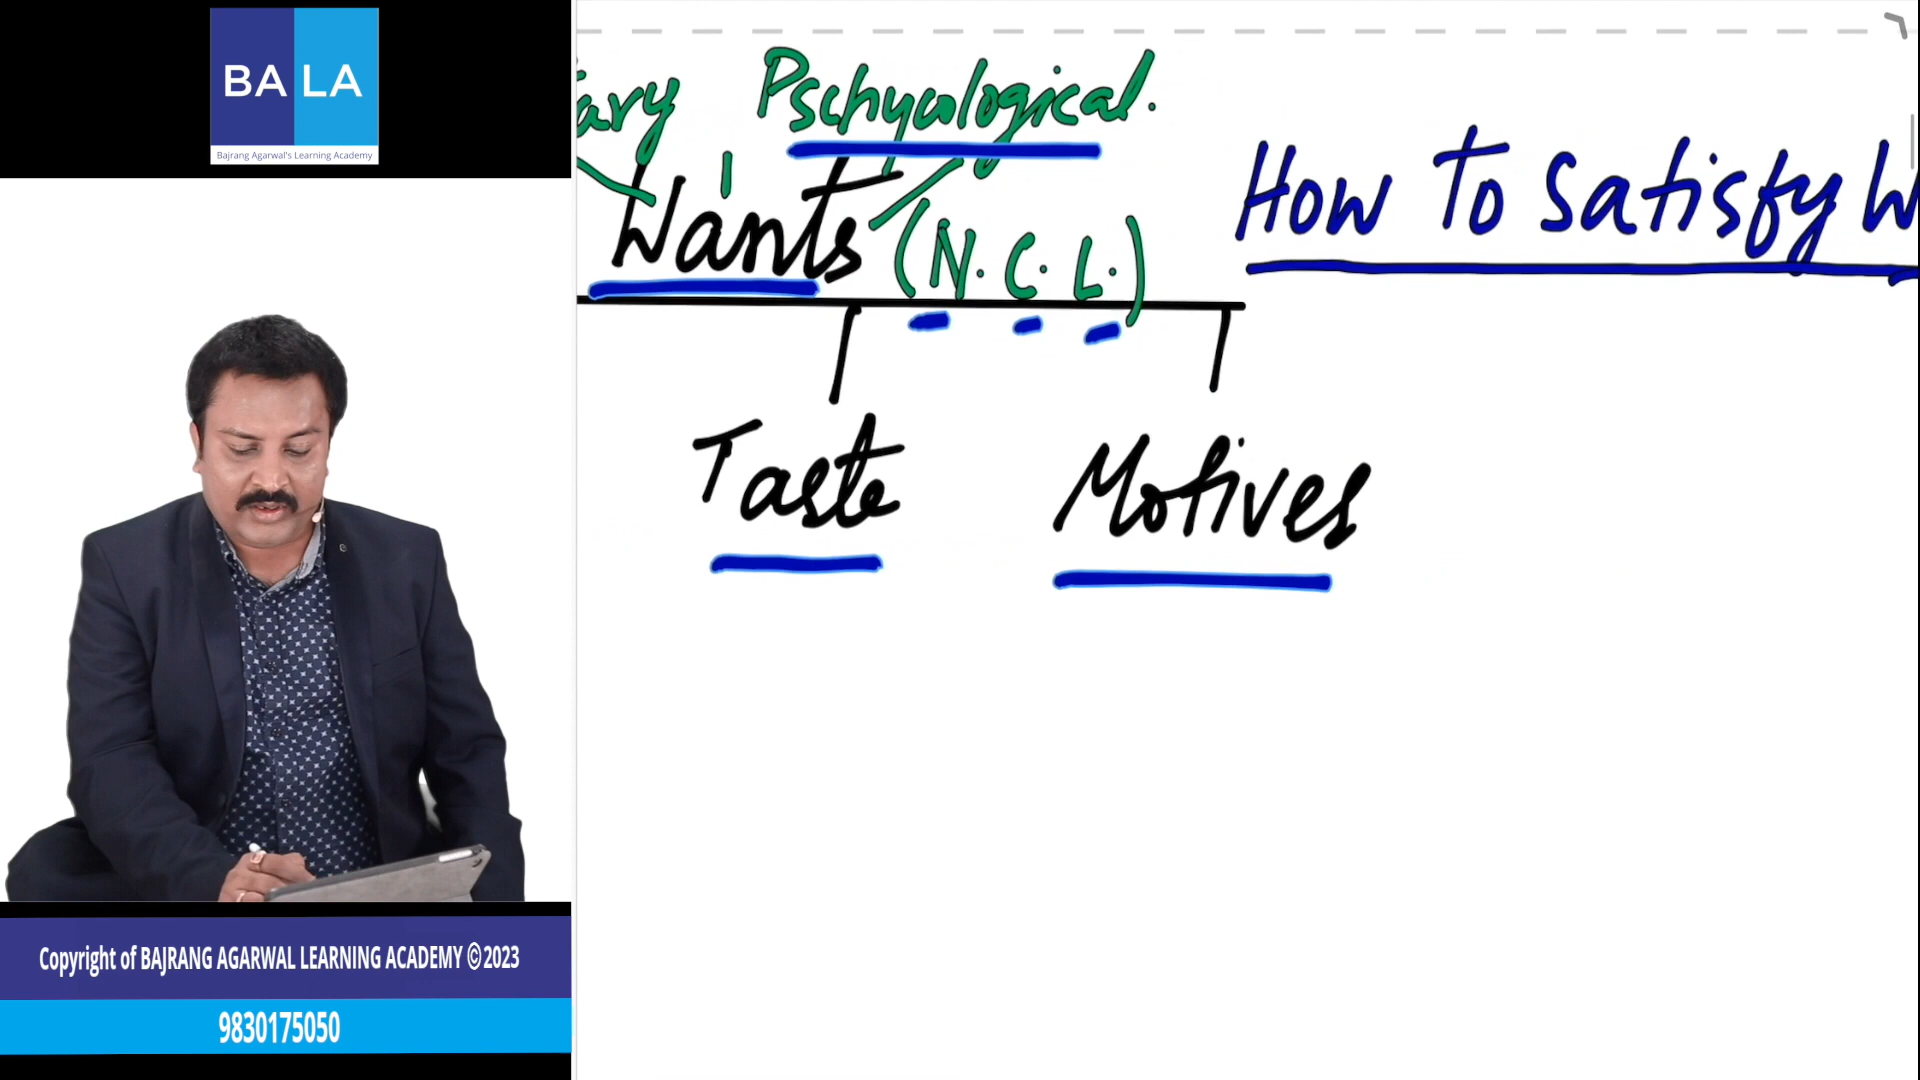 BA LA
Bajrang Agarwal's Learning Academy
Pschycological.
Wants (N. C. L.)
How To Satisfy W
Taste Motives
Copyright of BAJRANG AGARWAL LEARNING ACADEMY ©2023
9830175050